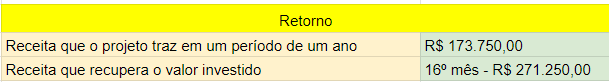 Retorno
Receita que o projeto traz em um período de um ano R$ 173.750,00
Receita que recupera o valor investido 16º mês - R$ 271.250,00